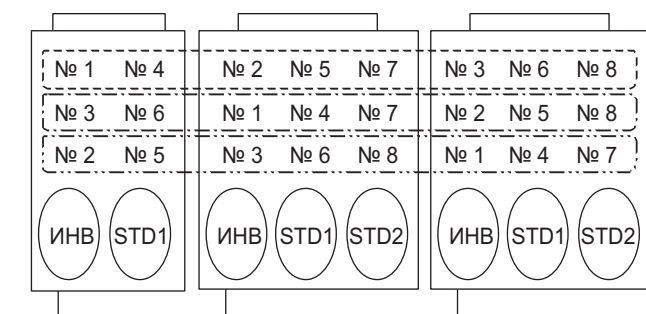 № 1 № 4 № 2 № 5 № 7 № 3 № 6 № 8
№ 3 № 6 № 1 № 4 № 7 № 2 № 5 № 8
№ 2 № 5 № 3 № 6 № 8 № 1 № 4 № 7
ИНВ STD1 ИНВ STD1 STD2 ИНВ STD1 STD2